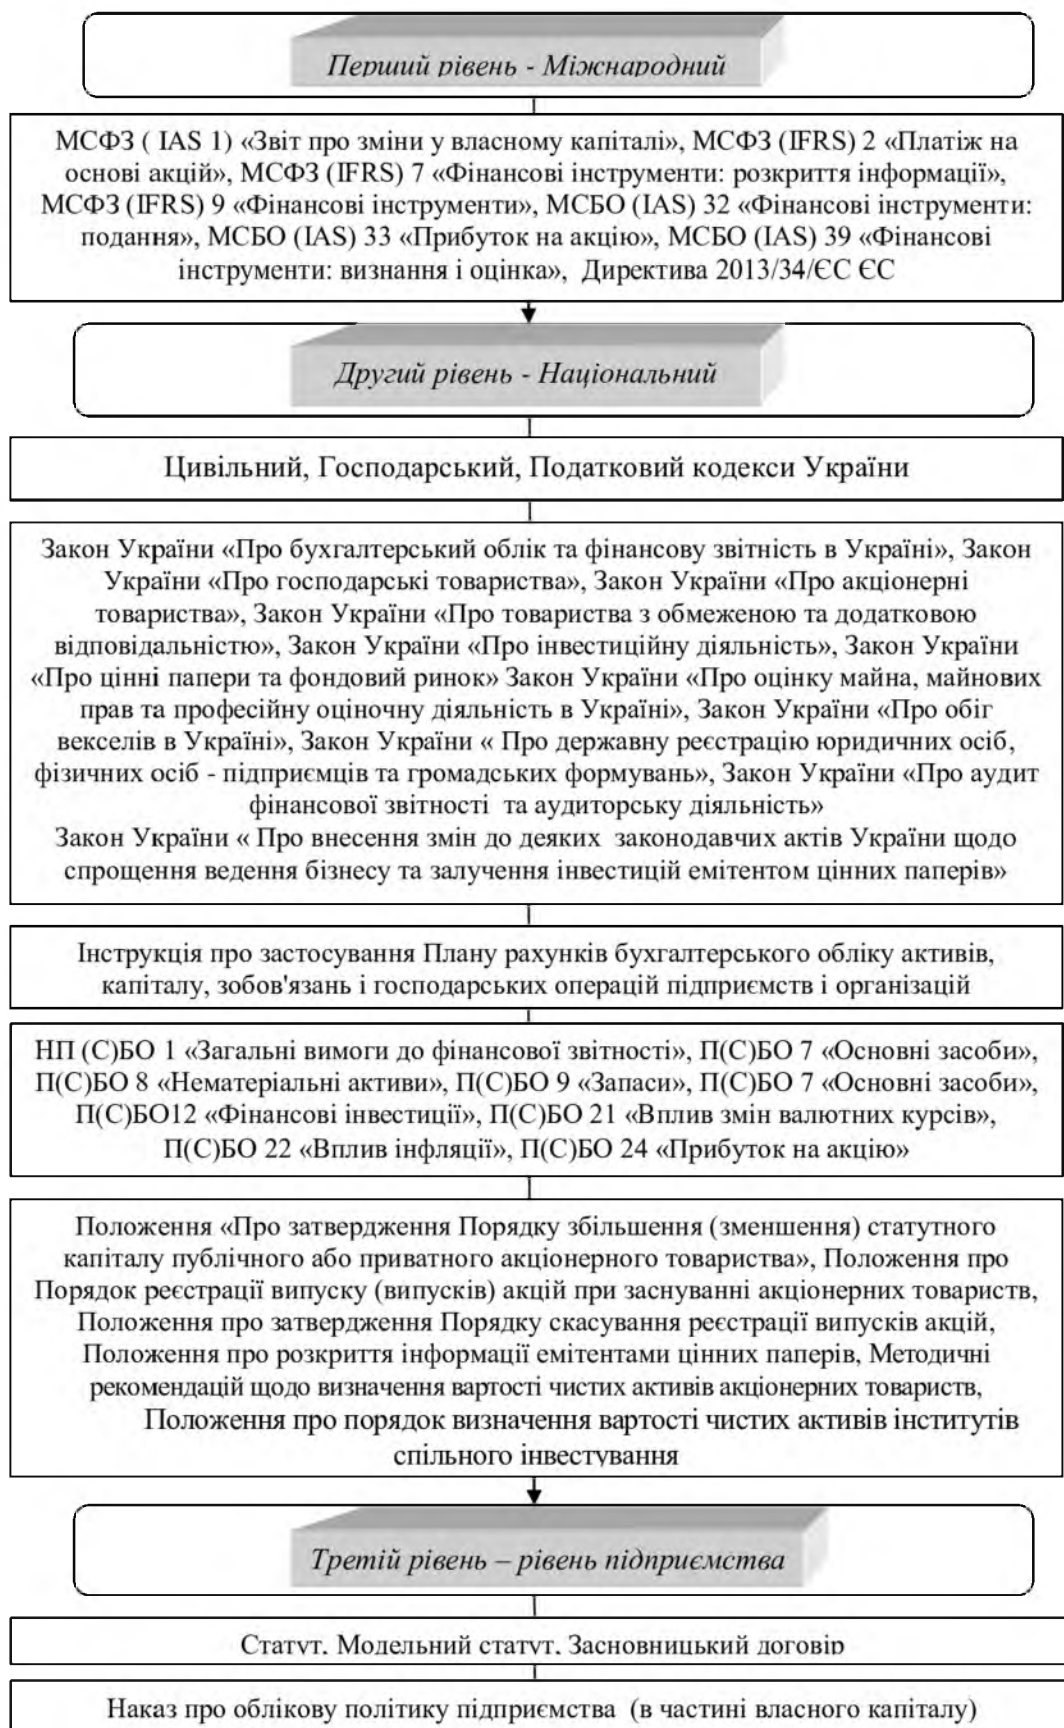 Перший рівень - Міжнародний
МСФЗ ( IAS 1) «Звіт про зміни у власному капіталі», МСФЗ (IFRS) 2 «Платіж на
основі акцій», МСФЗ (IFRS) 7 «Фінансові інструменти: розкриття інформації»,
МСФЗ (IFRS) 9 «Фінансові інструменти», МСБО (IAS) 32 «Фінансові інструменти:
подання», МСБО (IAS) 33 «Прибуток на акцію», МСБО (IAS) 39 «Фінансові
інструменти: визнання і оцінка», Директива 2013/34/ЄС ЄС
Другий рівень - Національний
Цивільний, Господарський, Податковий кодекси України
Закон України «Про бухгалтерський облік та фінансову звітність в Україні», Закон
України «Про господарські товариства», Закон України «Про акціонерні
товариства», Закон України «Про товариства з обмеженою та додатковою
відповідальністю», Закон України «Про інвестиційну діяльність», Закон України
«Про цінні папери та фондовий ринок» Закон України «Про оцінку майна, майнових
прав та професійну оціночну діяльність в Україні», Закон України «Про обіг
векселів в Україні», Закон України « Про державну реєстрацію юридичних осіб,
фізичних осіб - підприємців та громадських формувань», Закон України «Про аудит
фінансової звітності та аудиторську діяльність»
Закон України « Про внесення змін до деяких законодавчих актів України щодо
спрощення ведення бізнесу та залучення інвестицій емітентом цінних паперів»
Інструкція про застосування Плану рахунків бухгалтерського обліку активів,
капіталу, зобов'язань і господарських операцій підприємств і організацій
НП (С)БО 1 «Загальні вимоги до фінансової звітності», П(С)БО 7 «Основні засоби»,
П(С)БО 8 «Нематеріальні активи», П(С)БО 9 «Запаси», П(С)БО 7 «Основні засоби»,
П(С)БО12 «Фінансові інвестиції», П(С)БО 21 «Вплив змін валютних курсів»,
П(С)БО 22 «Вплив інфляції», П(С)БО 24 «Прибуток на акцію»
Положення «Про затвердження Порядку збільшення (зменшення) статутного
капіталу публічного або приватного акціонерного товариства», Положення про
Порядок реєстрації випуску (випусків) акцій при заснуванні акціонерних товариств,
Положення про затвердження Порядку скасування реєстрації випусків акцій,
Положення про розкриття інформації емітентами цінних паперів, Методичні
рекомендацій щодо визначення вартості чистих активів акціонерних товариств,
Положення про порядок визначення вартості чистих активів інститутів
спільного інвестування
Третій рівень – рівень підприємства
Статут, Модельний статут, Засновницький договір
Наказ про облікову політику підприємства (в частині власного капіталу)